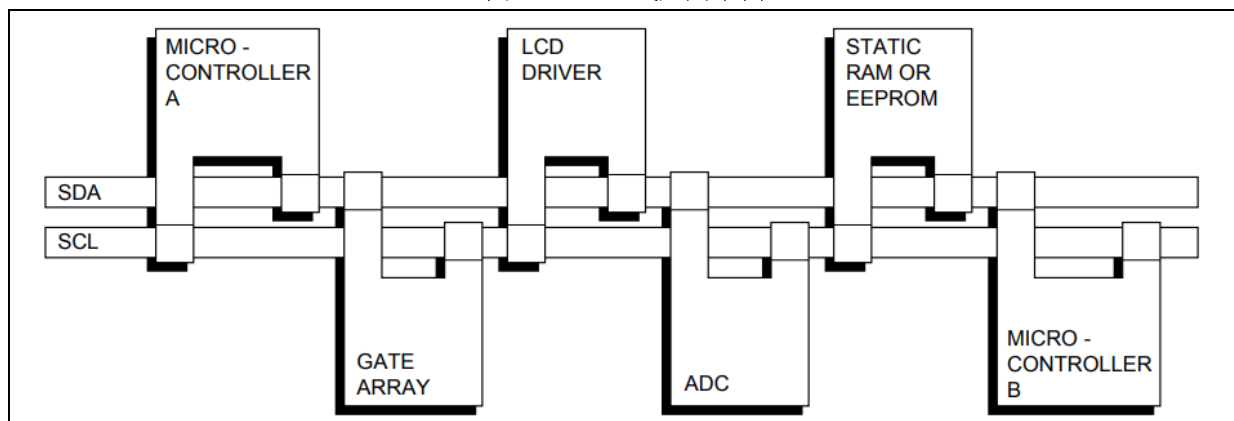 MICRO -
CONTROLLER
A
LCD
DRIVER
STATIC
RAM OR
EEPROM
SDA
SCL
GATE
ARRAY
ADC
MICRO -
CONTROLLER
B